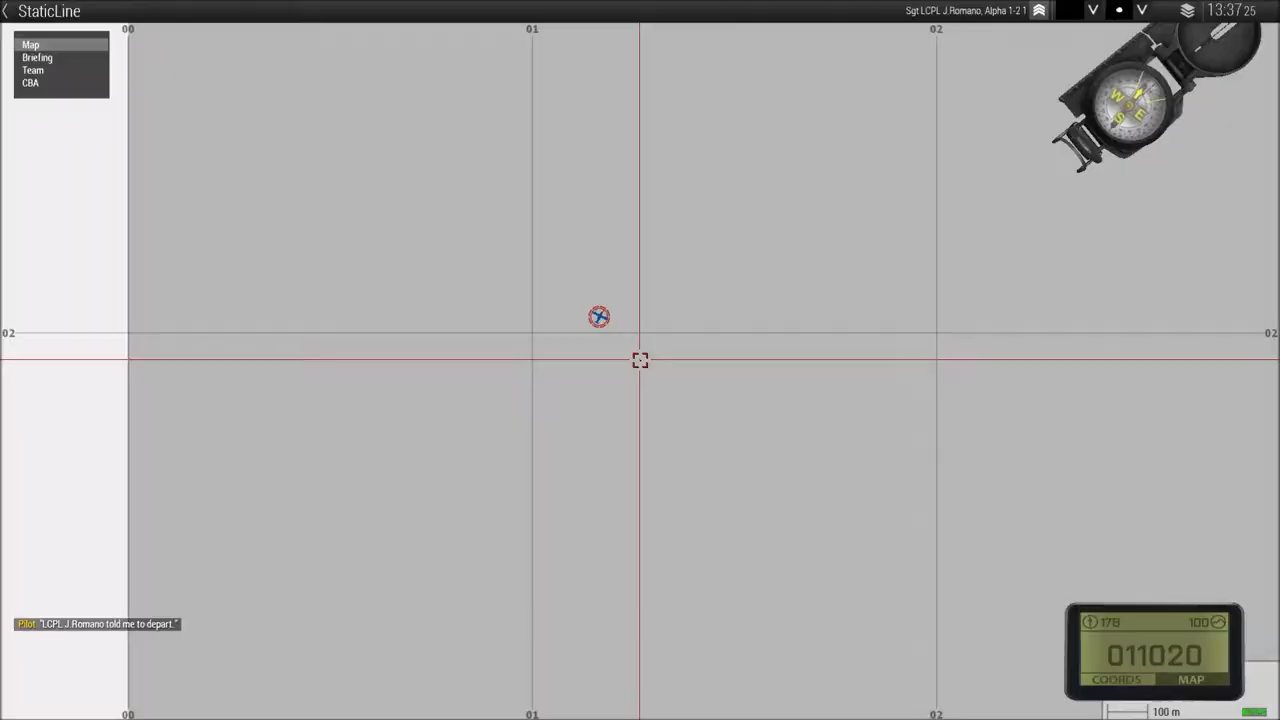 StaticLine
Sgt LCPL J.Romano, Alpha 1-2 1
13:37 25
00 01 02
Map
Briefing
Team
CBA
W E S
02 02
Pilot "LCPL J.Romano told me to depart."
178 100
011020
COORDS MAP
00 01 02
100 m